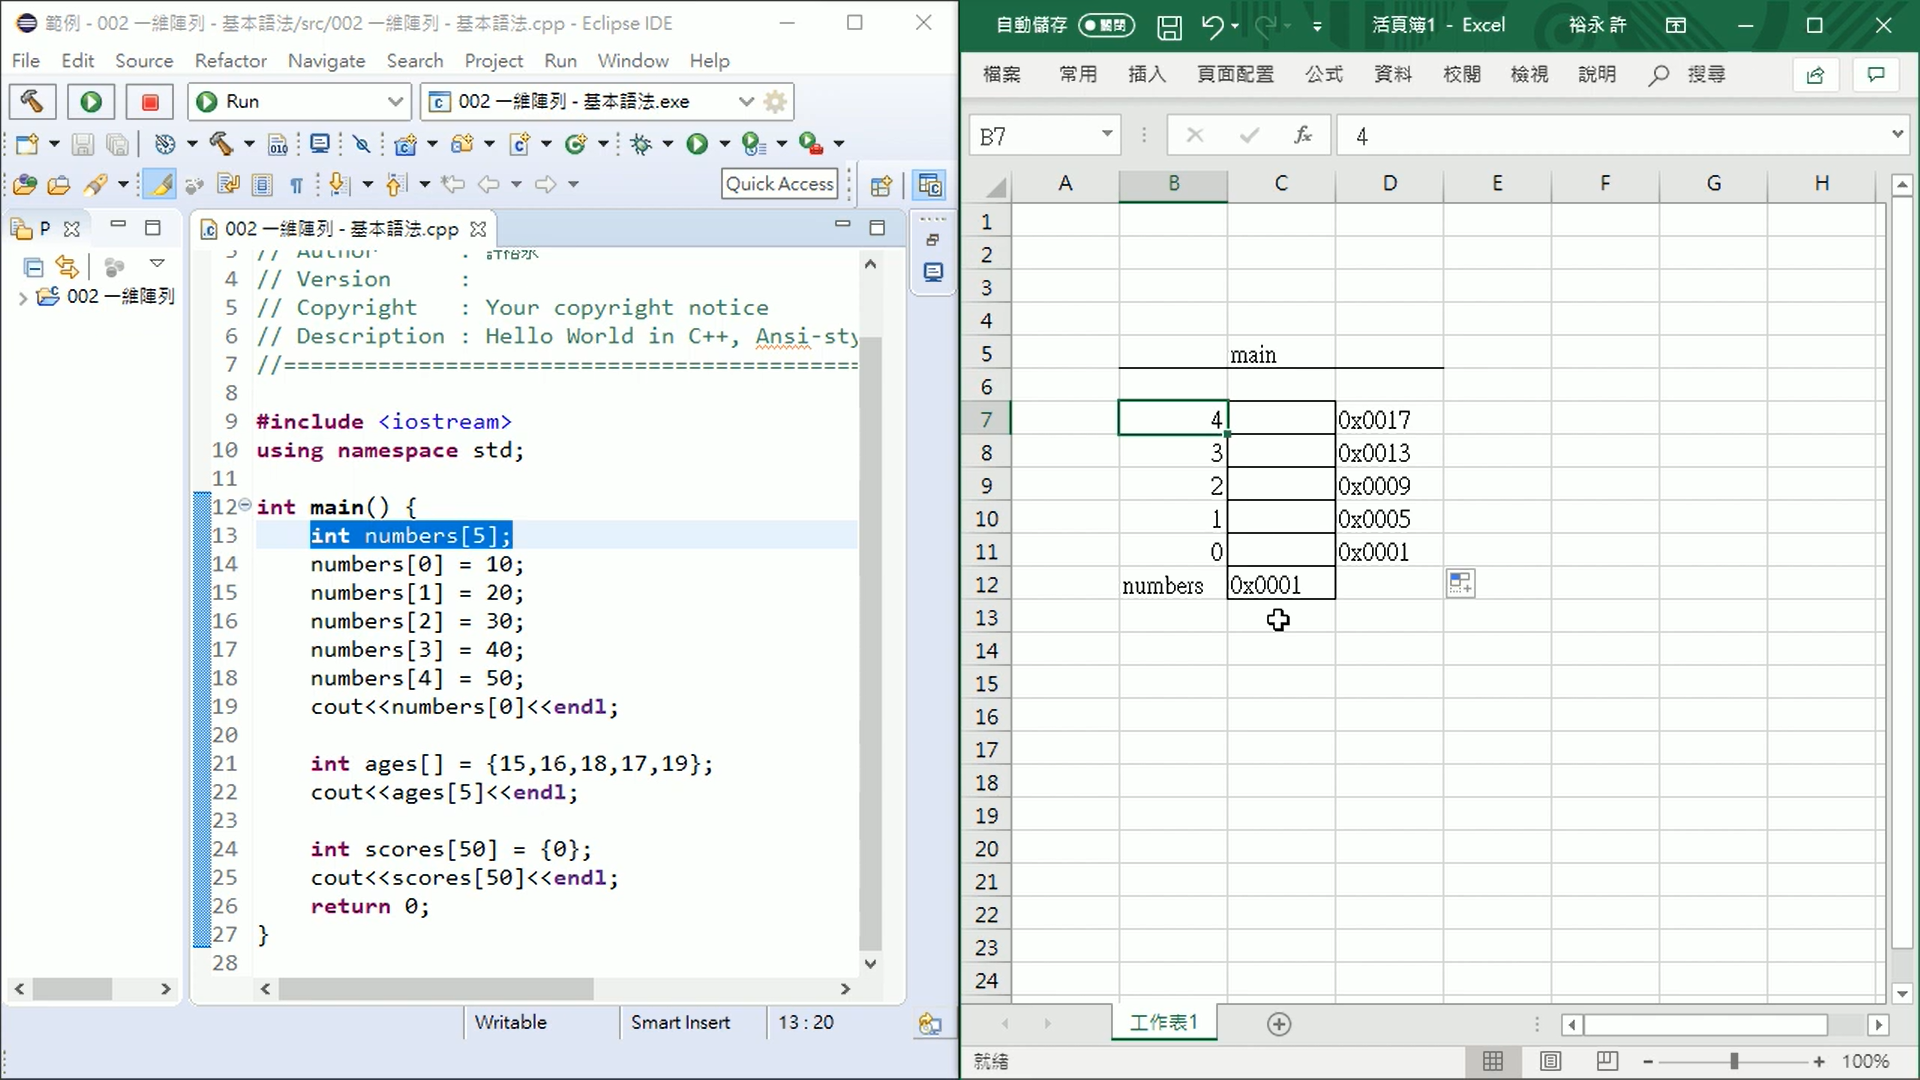 範例 - 002 一維陣列 - 基本語法/src/002 一維陣列 - 基本語法.cpp - Eclipse IDE
File Edit Source Refactor Navigate Search Project Run Window Help
Run
002 一維陣列 - 基本語法.exe
Quick Access
P
002 一維陣列
002 一維陣列 - 基本語法.cpp
3 // Author : 許裕永
4 // Version :
5 // Copyright : Your copyright notice
6 // Description : Hello World in C++, Ansi-sty
7 //===========================================
8
9 #include <iostream>
10 using namespace std;
11
12 int main() {
13 int numbers[5];
14 numbers[0] = 10;
15 numbers[1] = 20;
16 numbers[2] = 30;
17 numbers[3] = 40;
18 numbers[4] = 50;
19 cout<<numbers[0]<<endl;
20
21 int ages[] = {15,16,18,17,19};
22 cout<<ages[5]<<endl;
23
24 int scores[50] = {0};
25 cout<<scores[50]<<endl;
26 return 0;
27 }
28
Writable Smart Insert 13 : 20
自動儲存 關閉 活頁簿1 - Excel 裕永 許
檔案 常用 插入 頁面配置 公式 資料 校閱 檢視 說明 搜尋
B7 fx 4
A B C D E F G H
1
2
3
4
5 main
6
7 4 0x0017
8 3 0x0013
9 2 0x0009
10 1 0x0005
11 0 0x0001
12 numbers 0x0001
13
14
15
16
17
18
19
20
21
22
23
24
工作表1
就緒 100%